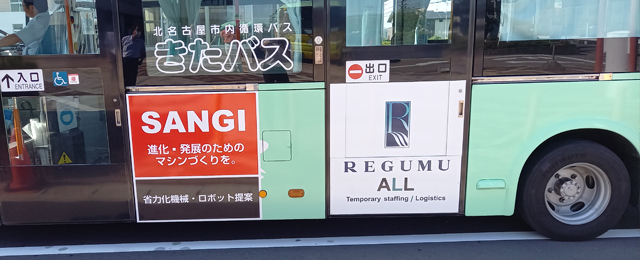 北名古屋市内循環バス
きたバス
↑入口
ENTRANCE
出口
EXIT
SANGI
進化・発展のための
マシンづくりを。
省力化機械・ロボット提案
R
REGUMU
ALL
Temporary staffing / Logistics